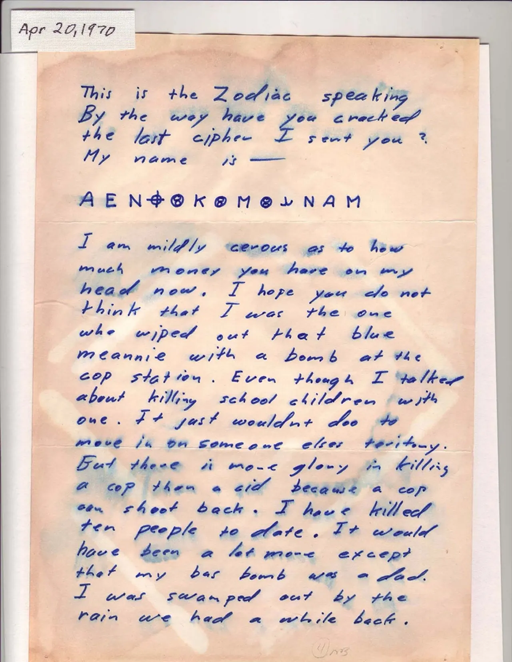 Apr 20, 1970
This is the Zodiac speaking
By the way have you cracked
the last cipher I sent you ?
My name is —
A E N ⌖ ⊗ K ⊗ M ⊗ ⅃ N A M
I am mildly cerous as to how
much money you have on my
head now. I hope you do not
think that I was the one
who wiped out that blue
meannie with a bomb at the
cop station. Even though I talked
about killing school children with
one. It just wouldnt doo to
move in on someone elses teritory.
But there is more glory in killing
a cop than a cid because a cop
can shoot back. I have killed
ten people to date. It would
have been a lot more except
that my bus bomb was a dad.
I was swamped out by the
rain we had a while back.